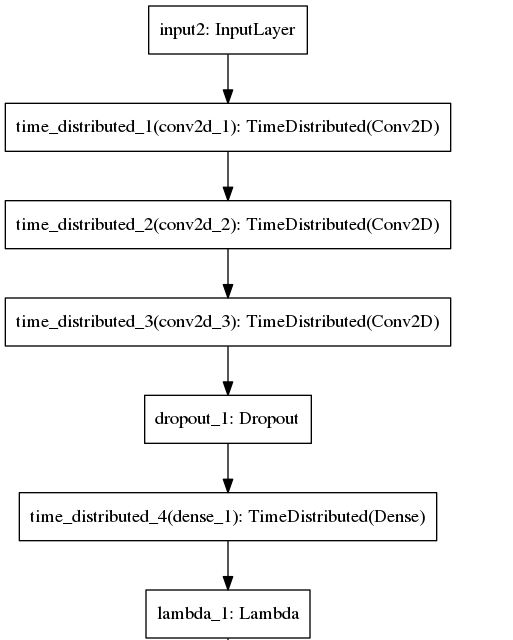 input2: InputLayer
time_distributed_1(conv2d_1): TimeDistributed(Conv2D)
time_distributed_2(conv2d_2): TimeDistributed(Conv2D)
time_distributed_3(conv2d_3): TimeDistributed(Conv2D)
dropout_1: Dropout
time_distributed_4(dense_1): TimeDistributed(Dense)
lambda_1: Lambda